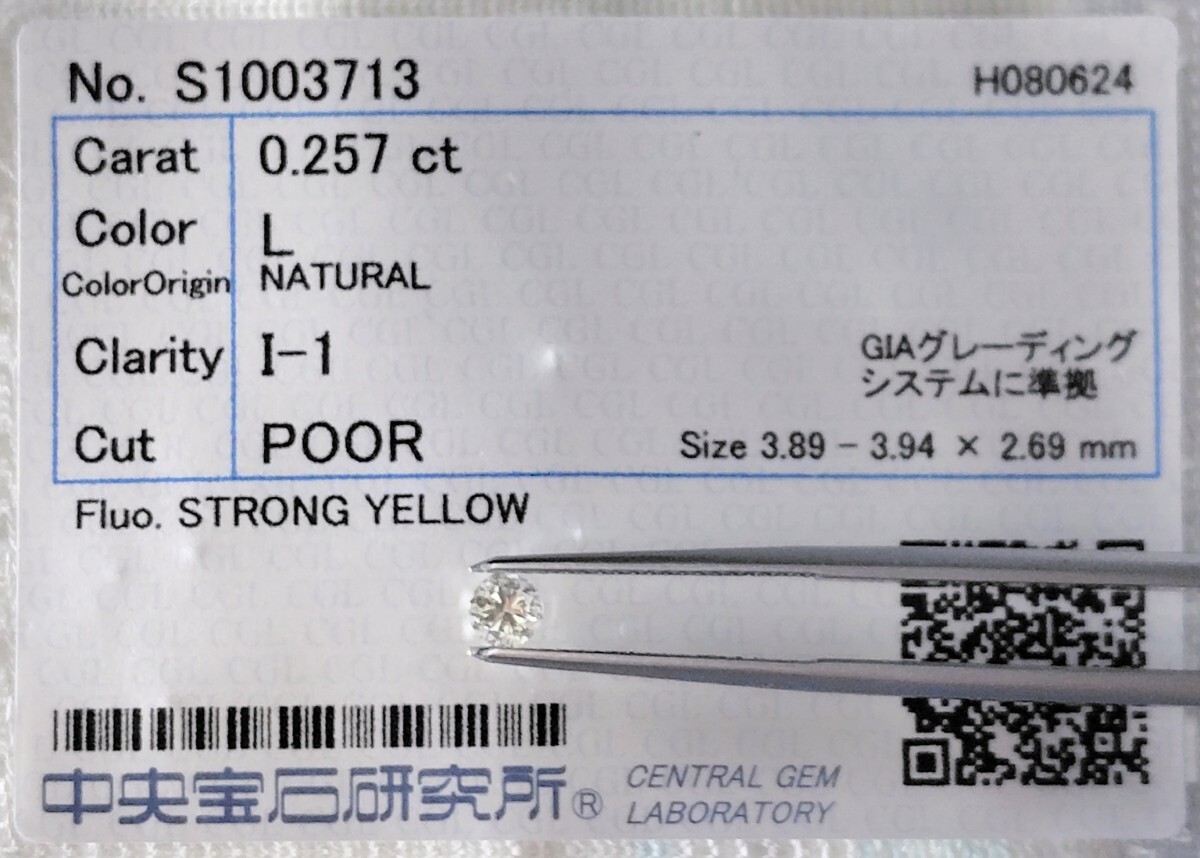 No. S1003713
H080624
Carat 0.257 ct
Color L
ColorOrigin NATURAL
Clarity I-1
GIAグレーディング
システムに準拠
Cut POOR
Size 3.89 - 3.94 × 2.69 mm
Fluo. STRONG YELLOW
中央宝石研究所®
CENTRAL GEM
LABORATORY